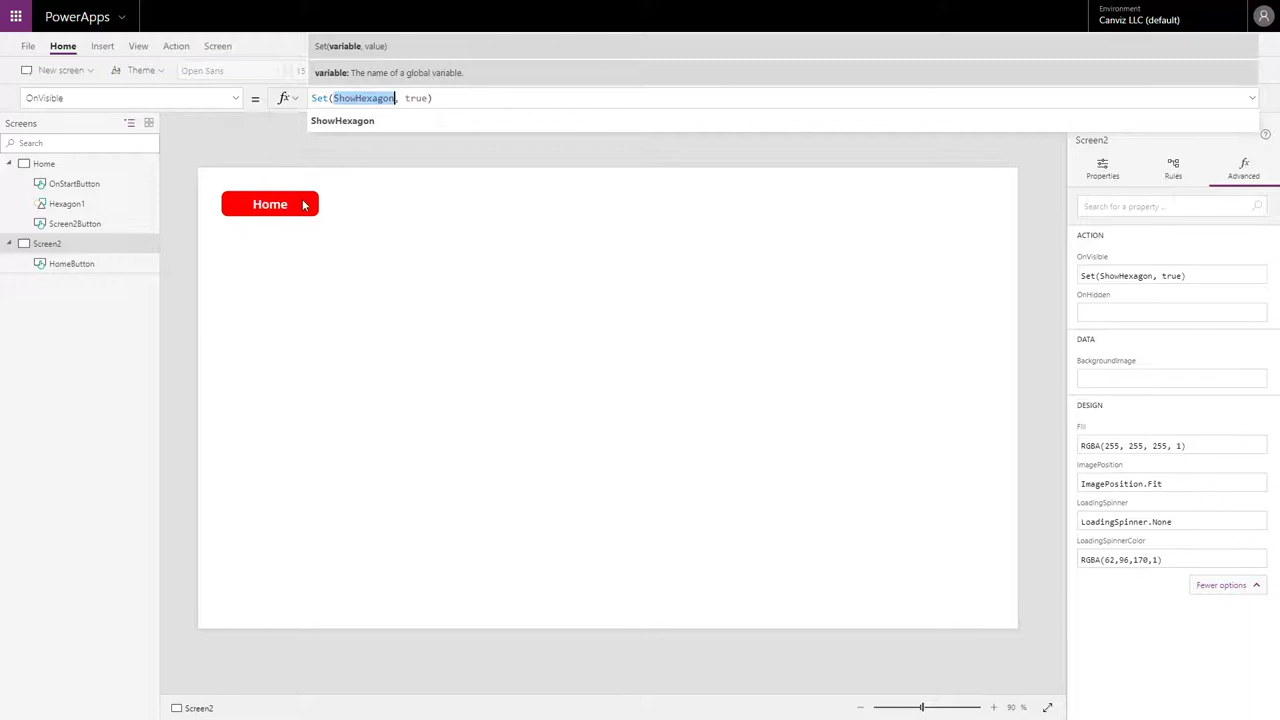 PowerApps
Environment
Canviz LLC (default)
File Home Insert View Action Screen
Set(variable, value)
New screen Theme Open Sans 15
variable: The name of a global variable.
OnVisible = fx Set(ShowHexagon, true)
ShowHexagon
Screens
Search
Home
OnStartButton
Hexagon1
Screen2Button
Screen2
HomeButton
Home
Screen2
Properties Rules Advanced
Search for a property ...
ACTION
OnVisible
Set(ShowHexagon, true)
OnHidden
DATA
BackgroundImage
DESIGN
Fill
RGBA(255, 255, 255, 1)
ImagePosition
ImagePosition.Fit
LoadingSpinner
LoadingSpinner.None
LoadingSpinnerColor
RGBA(62,96,170,1)
Fewer options
Screen2
90 %